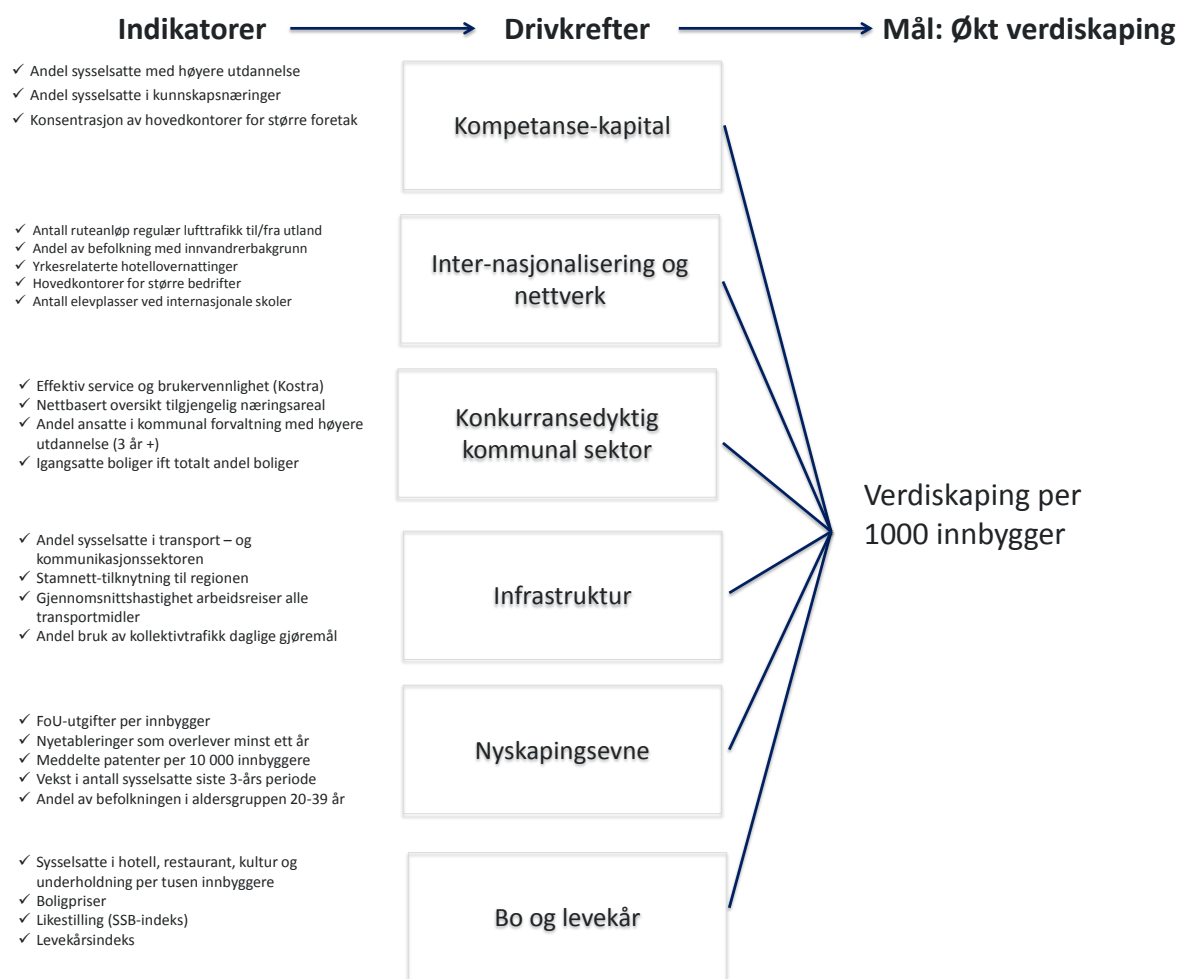 Indikatorer
Drivkrefter
Mål: Økt verdiskaping
✓ Andel sysselsatte med høyere utdannelse
✓ Andel sysselsatte i kunnskapsnæringer
✓ Konsentrasjon av hovedkontorer for større foretak
Kompetanse-kapital
✓ Antall ruteanløp regulær lufttrafikk til/fra utland
✓ Andel av befolkning med innvandrerbakgrunn
✓ Yrkesrelaterte hotellovernattinger
✓ Hovedkontorer for større bedrifter
✓ Antall elevplasser ved internasjonale skoler
Inter-nasjonalisering og
nettverk
✓ Effektiv service og brukervennlighet (Kostra)
✓ Nettbasert oversikt tilgjengelig næringsareal
✓ Andel ansatte i kommunal forvaltning med høyere
utdannelse (3 år +)
✓ Igangsatte boliger ift totalt andel boliger
Konkurransedyktig
kommunal sektor
✓ Andel sysselsatte i transport – og
kommunikasjonssektoren
✓ Stamnett-tilknytning til regionen
✓ Gjennomsnittshastighet arbeidsreiser alle
transportmidler
✓ Andel bruk av kollektivtrafikk daglige gjøremål
Infrastruktur
✓ FoU-utgifter per innbygger
✓ Nyetableringer som overlever minst ett år
✓ Meddelte patenter per 10 000 innbyggere
✓ Vekst i antall sysselsatte siste 3-års periode
✓ Andel av befolkningen i aldersgruppen 20-39 år
Nyskapingsevne
✓ Sysselsatte i hotell, restaurant, kultur og
underholdning per tusen innbyggere
✓ Boligpriser
✓ Likestilling (SSB-indeks)
✓ Levekårsindeks
Bo og levekår
Verdiskaping per
1000 innbygger